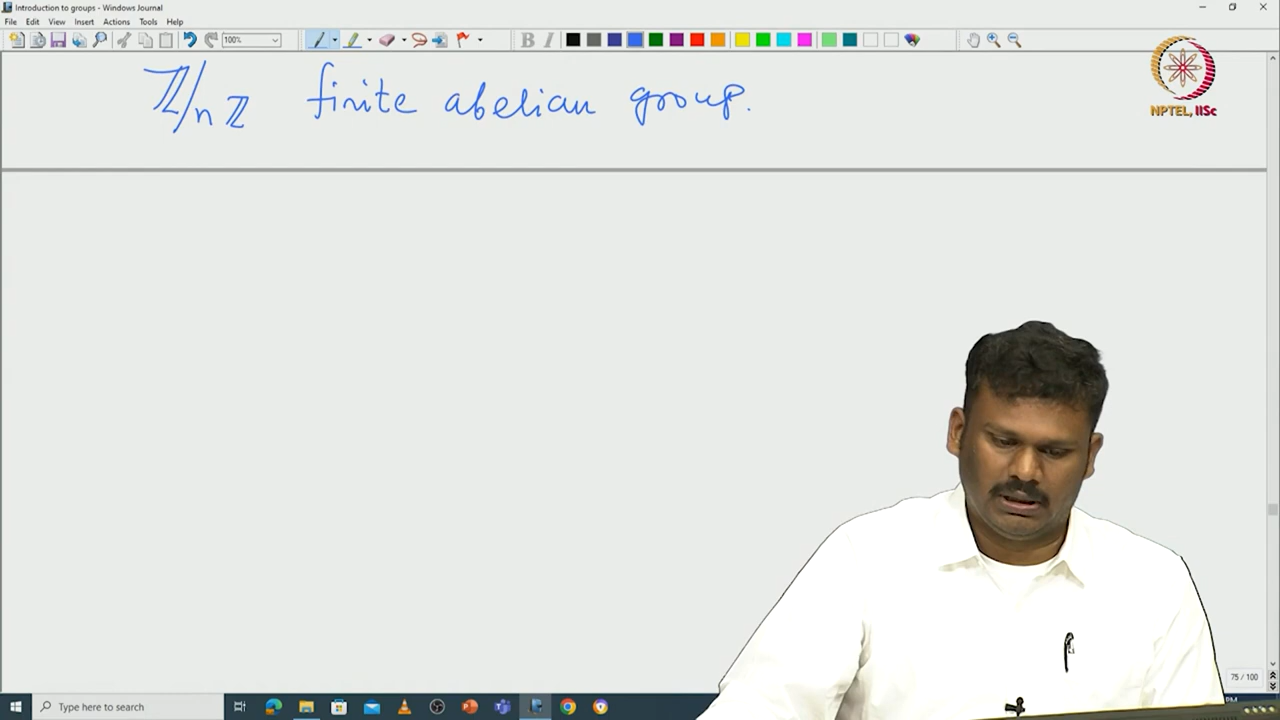 Introduction to groups - Windows Journal
File Edit View Insert Actions Tools Help
100%
B I
ℤ/nℤ finite abelian group.
NPTEL, IISc
75 / 100
Type here to search
PM